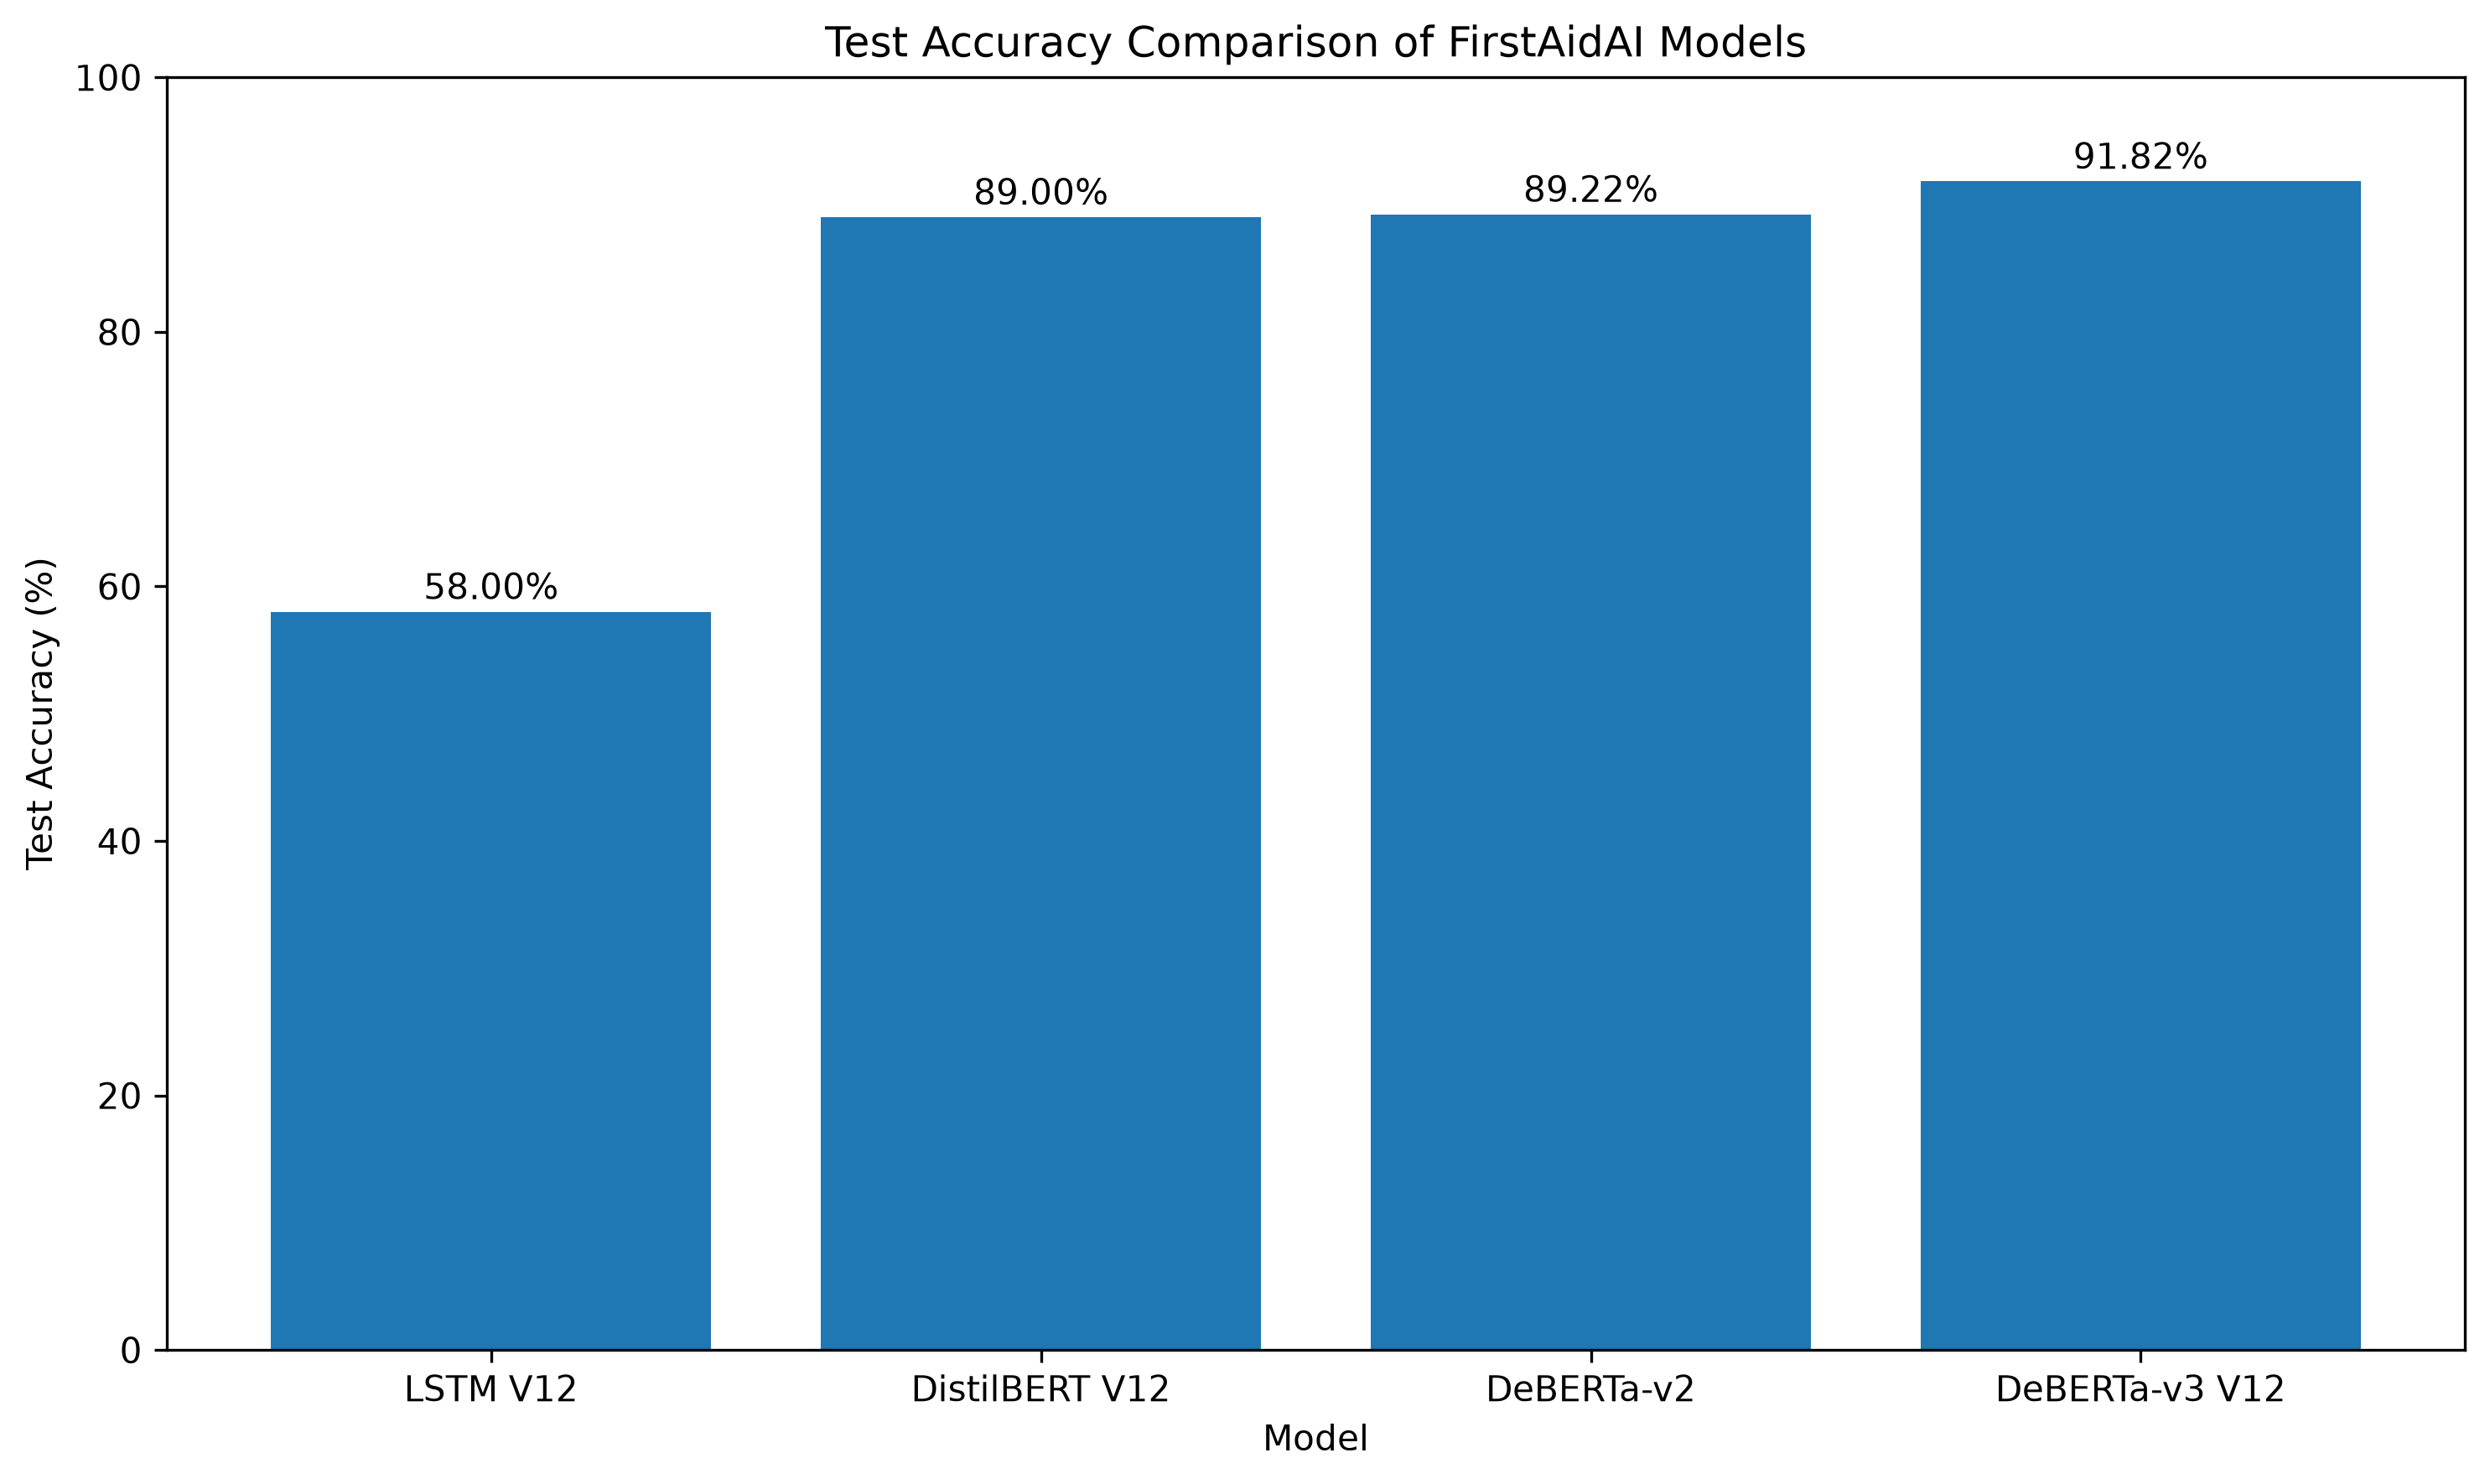 Test Accuracy Comparison of FirstAidAI Models
100
80
60
40
20
0
Test Accuracy (%)
58.00%
89.00%
89.22%
91.82%
LSTM V12
DistilBERT V12
DeBERTa-v2
DeBERTa-v3 V12
Model